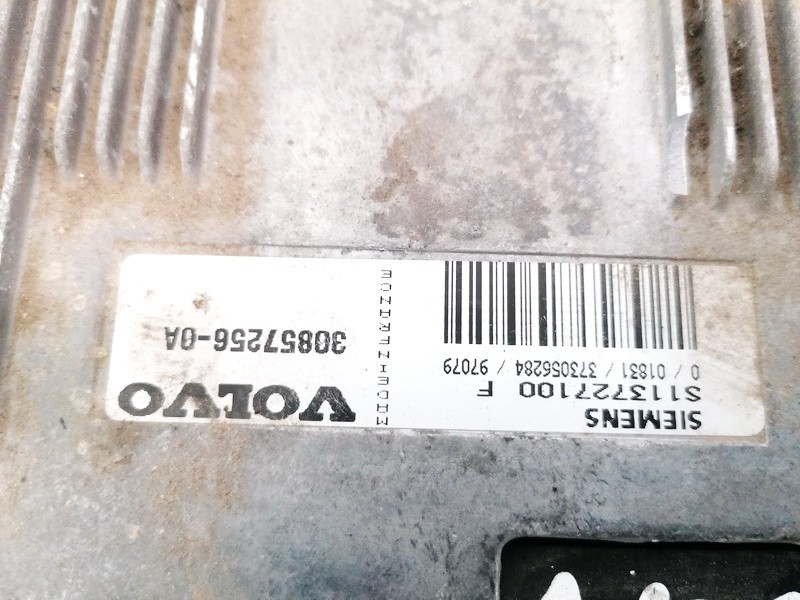 SIEMENS
S113727100 F
0 / 01831 / 373056284 / 97079
MADE IN FRANCE
VOLVO
30857256-0A